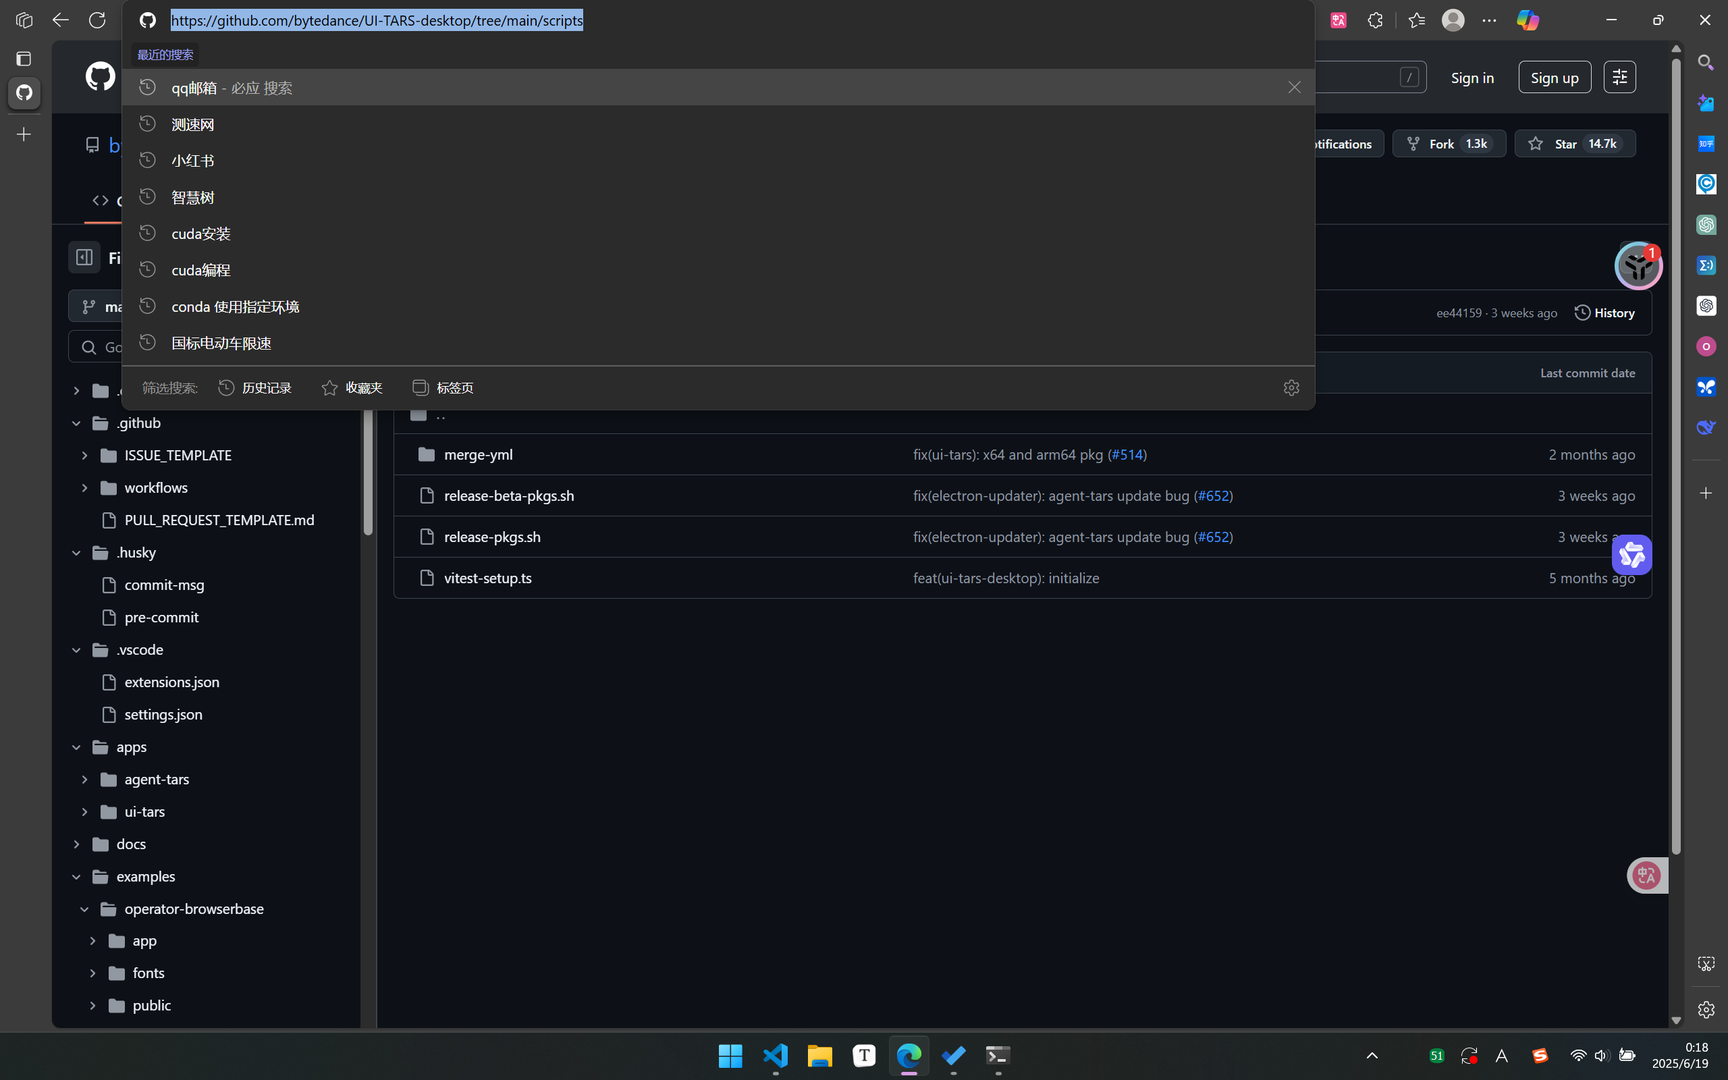 https://github.com/bytedance/UI-TARS-desktop/tree/main/scripts
最近的搜索
qq邮箱 - 必应 搜索
测速网
小红书
智慧树
cuda安装
cuda编程
conda 使用指定环境
国标电动车限速
筛选搜索:
历史记录
收藏夹
标签页
/
Sign in
Sign up
otifications
Fork 1.3k
Star 14.7k
1
ee44159 · 3 weeks ago
History
Last commit date
..
merge-yml
fix(ui-tars): x64 and arm64 pkg (#514)
2 months ago
release-beta-pkgs.sh
fix(electron-updater): agent-tars update bug (#652)
3 weeks ago
release-pkgs.sh
fix(electron-updater): agent-tars update bug (#652)
3 weeks
vitest-setup.ts
feat(ui-tars-desktop): initialize
5 months ago
Fi
ma
Go
.github
ISSUE_TEMPLATE
workflows
PULL_REQUEST_TEMPLATE.md
.husky
commit-msg
pre-commit
.vscode
extensions.json
settings.json
apps
agent-tars
ui-tars
docs
examples
operator-browserbase
app
fonts
public
51
0:18
2025/6/19